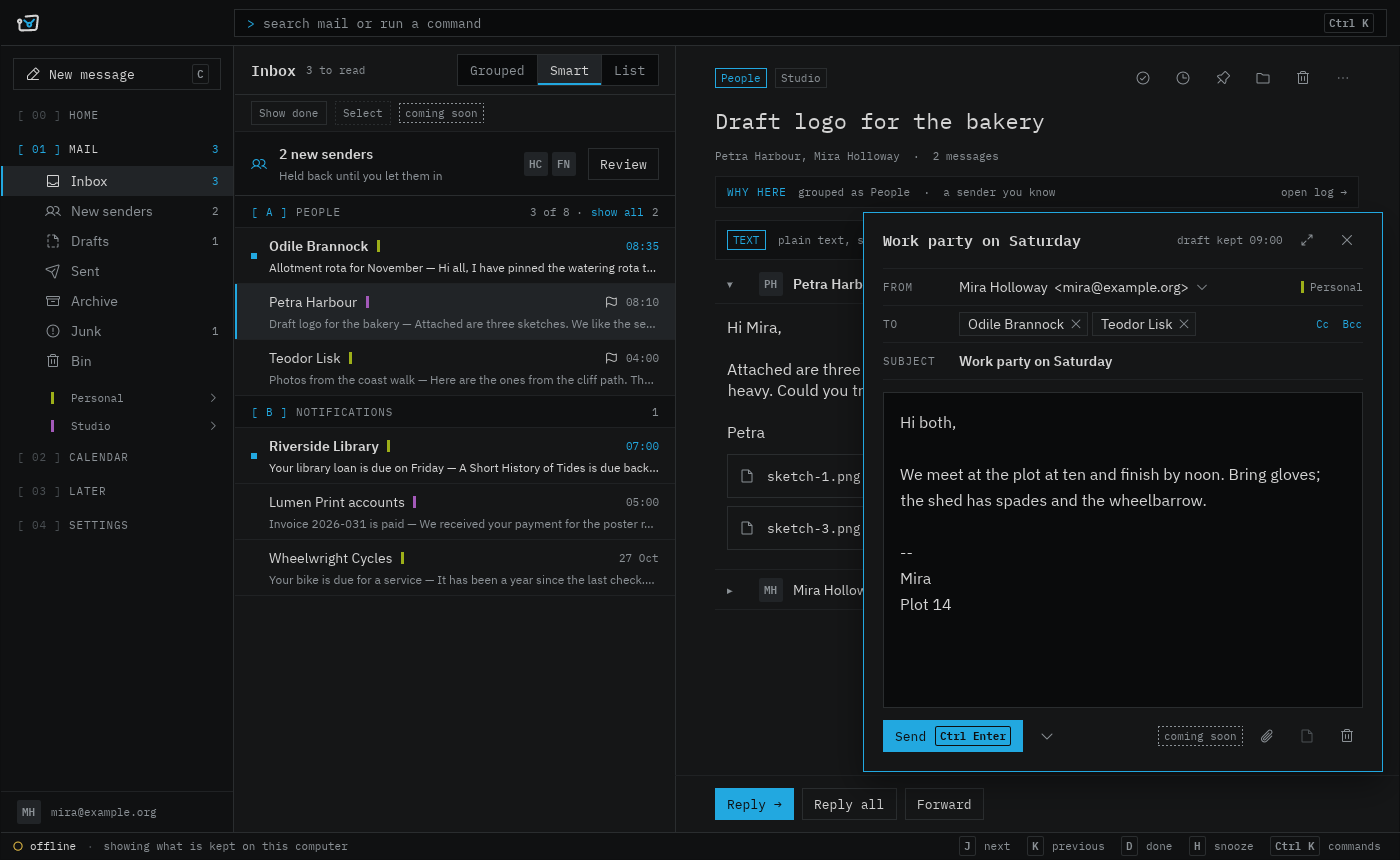 > search mail or run a command
Ctrl K
New message
C
[ 00 ] HOME
[ 01 ] MAIL 3
Inbox 3
New senders 2
Drafts 1
Sent
Archive
Junk 1
Bin
Personal
Studio
[ 02 ] CALENDAR
[ 03 ] LATER
[ 04 ] SETTINGS
MH mira@example.org
Inbox 3 to read
Grouped Smart List
Show done Select coming soon
2 new senders
Held back until you let them in
HC FN Review
[ A ] PEOPLE 3 of 8 · show all 2
Odile Brannock 08:35
Allotment rota for November — Hi all, I have pinned the watering rota t…
Petra Harbour 08:10
Draft logo for the bakery — Attached are three sketches. We like the se…
Teodor Lisk 04:00
Photos from the coast walk — Here are the ones from the cliff path. Th…
[ B ] NOTIFICATIONS 1
Riverside Library 07:00
Your library loan is due on Friday — A Short History of Tides is due back…
Lumen Print accounts 05:00
Invoice 2026-031 is paid — We received your payment for the poster r…
Wheelwright Cycles 27 Oct
Your bike is due for a service — It has been a year since the last check.…
People Studio
Draft logo for the bakery
Petra Harbour, Mira Holloway · 2 messages
WHY HERE grouped as People · a sender you know open log →
TEXT plain text, s
PH Petra Harb
Hi Mira,
Attached are three
heavy. Could you tr
Petra
sketch-1.png
sketch-3.png
MH Mira Hollow
Work party on Saturday draft kept 09:00
FROM Mira Holloway <mira@example.org> Personal
TO Odile Brannock Teodor Lisk Cc Bcc
SUBJECT Work party on Saturday
Hi both,
We meet at the plot at ten and finish by noon. Bring gloves;
the shed has spades and the wheelbarrow.
--
Mira
Plot 14
Send Ctrl Enter coming soon
Reply → Reply all Forward
offline · showing what is kept on this computer
J next K previous D done H snooze Ctrl K commands